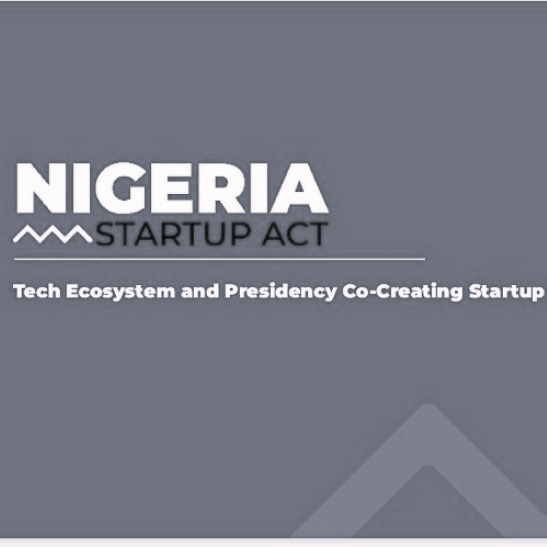 NIGERIA
STARTUP ACT
Tech Ecosystem and Presidency Co-Creating Startup